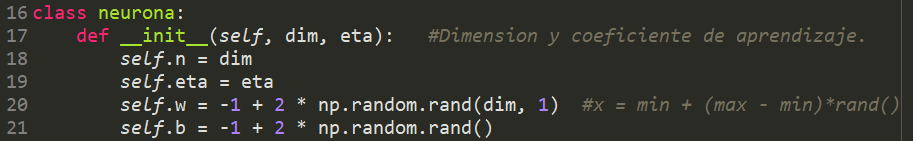 16 class neurona:
17     def __init__(self, dim, eta):   #Dimension y coeficiente de aprendizaje.
18         self.n = dim
19         self.eta = eta
20         self.w = -1 + 2 * np.random.rand(dim, 1)  #x = min + (max - min)*rand()
21         self.b = -1 + 2 * np.random.rand()